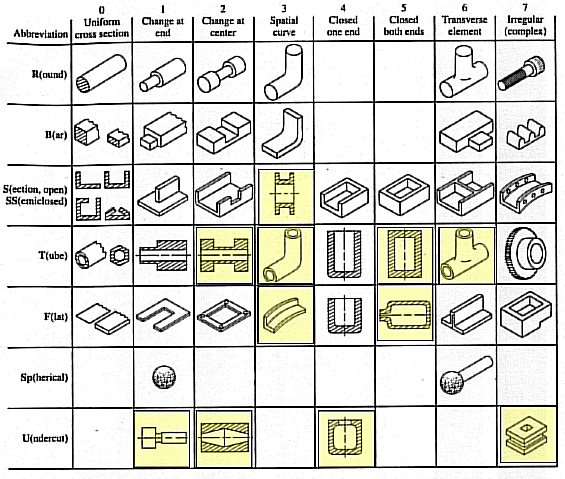 0 1 2 3 4 5 6 7
Abbreviation Uniform cross section Change at end Change at center Spatial curve Closed one end Closed both ends Transverse element Irregular (complex)
R(ound)
B(ar)
S(ection, open)
SS(emiclosed)
T(ube)
F(lat)
Sp(herical)
U(ndercut)